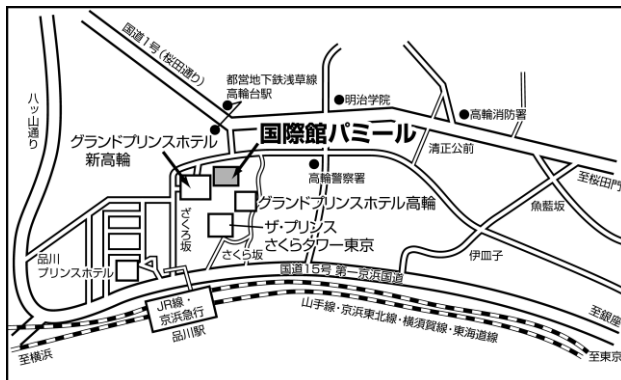 国道1号(桜田通り)
都営地下鉄浅草線
高輪台駅
明治学院
高輪消防署
八ッ山通り
グランドプリンスホテル
新高輪
国際館パミール
清正公前
高輪警察署
至桜田門
グランドプリンスホテル高輪
魚藍坂
ざくろ坂
ザ・プリンス
さくらタワー東京
伊皿子
さくら坂
品川
プリンスホテル
国道15号 第一京浜国道
JR線・
京浜急行
品川駅
山手線・京浜東北線・横須賀線・東海道線
至銀座
至横浜
至東京